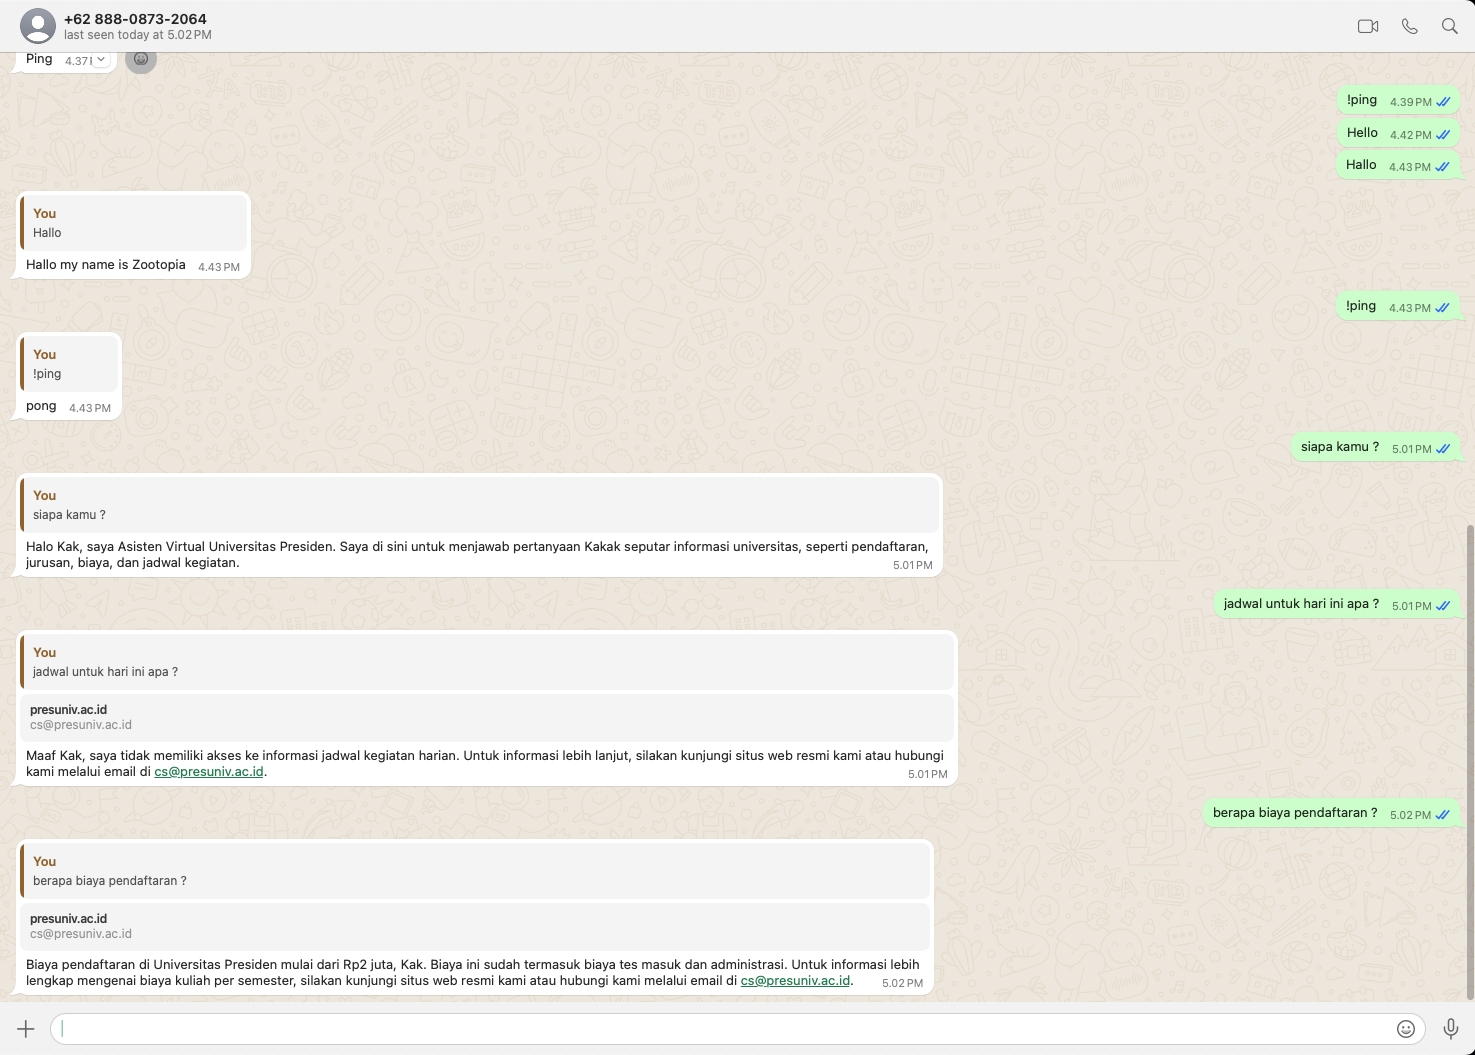 +62 888-0873-2064
last seen today at 5.02 PM
Ping 4.37
!ping 4.39 PM
Hello 4.42 PM
Hallo 4.43 PM
You
Hallo
Hallo my name is Zootopia 4.43 PM
!ping 4.43 PM
You
!ping
pong 4.43 PM
siapa kamu ? 5.01 PM
You
siapa kamu ?
Halo Kak, saya Asisten Virtual Universitas Presiden. Saya di sini untuk menjawab pertanyaan Kakak seputar informasi universitas, seperti pendaftaran,
jurusan, biaya, dan jadwal kegiatan. 5.01 PM
jadwal untuk hari ini apa ? 5.01 PM
You
jadwal untuk hari ini apa ?
presuniv.ac.id
cs@presuniv.ac.id
Maaf Kak, saya tidak memiliki akses ke informasi jadwal kegiatan harian. Untuk informasi lebih lanjut, silakan kunjungi situs web resmi kami atau hubungi
kami melalui email di cs@presuniv.ac.id. 5.01 PM
berapa biaya pendaftaran ? 5.02 PM
You
berapa biaya pendaftaran ?
presuniv.ac.id
cs@presuniv.ac.id
Biaya pendaftaran di Universitas Presiden mulai dari Rp2 juta, Kak. Biaya ini sudah termasuk biaya tes masuk dan administrasi. Untuk informasi lebih
lengkap mengenai biaya kuliah per semester, silakan kunjungi situs web resmi kami atau hubungi kami melalui email di cs@presuniv.ac.id. 5.02 PM